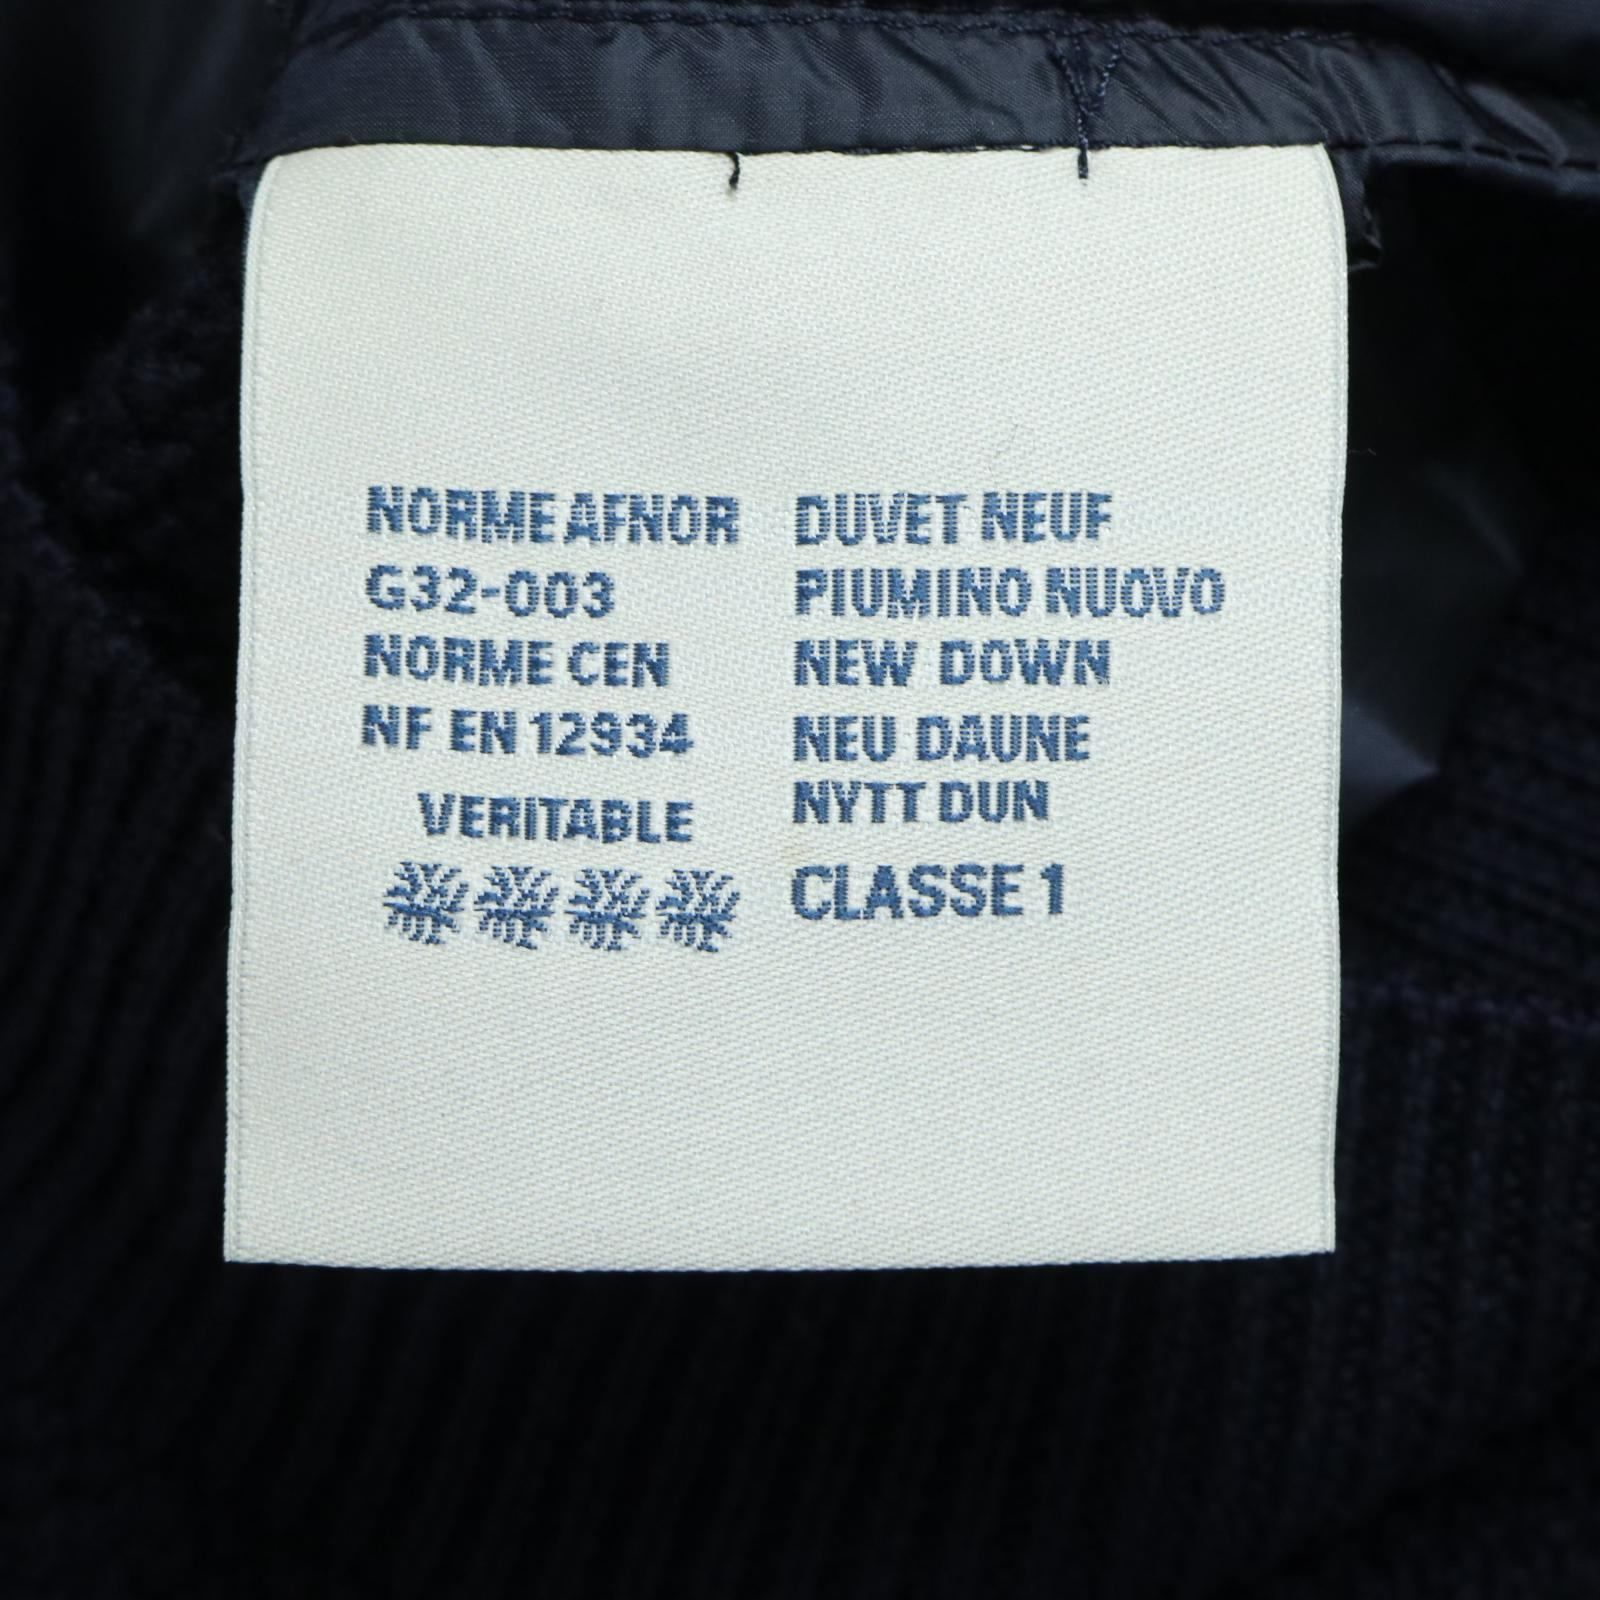 NORME AFNOR
G32-003
NORME CEN
NF EN 12934
VERITABLE
DUVET NEUF
PIUMINO NUOVO
NEW DOWN
NEU DAUNE
NYTT DUN
CLASSE 1